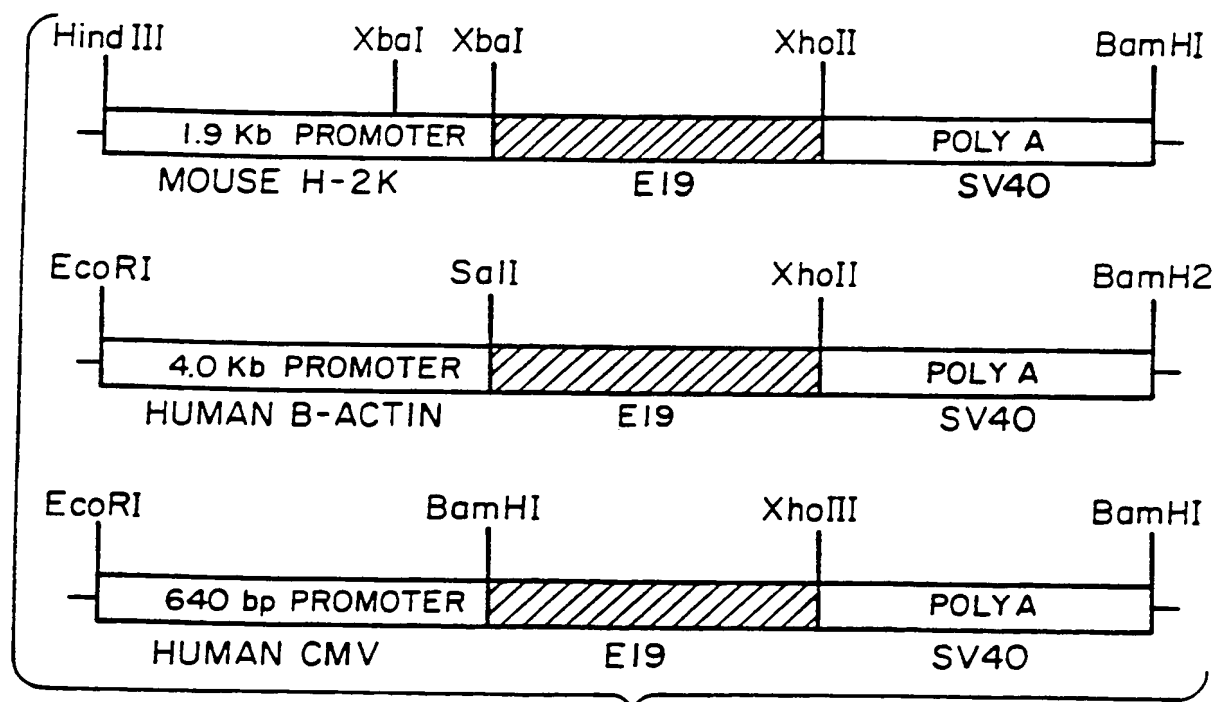 Hind III XbaI XbaI XhoII BamHI
1.9 Kb PROMOTER POLY A
MOUSE H-2K E19 SV40
EcoRI SalI XhoII BamH2
4.0 Kb PROMOTER POLY A
HUMAN B-ACTIN E19 SV40
EcoRI BamHI XhoIII BamHI
640 bp PROMOTER POLY A
HUMAN CMV E19 SV40